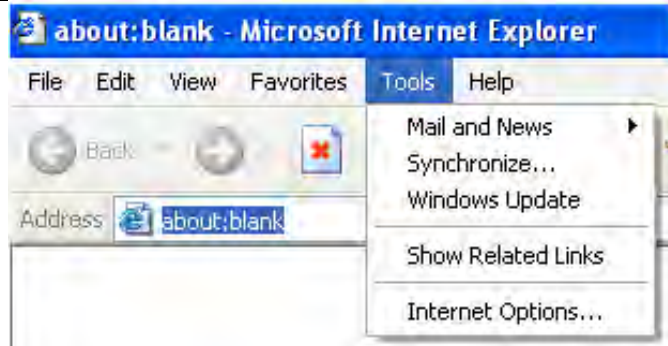 about:blank - Microsoft Internet Explorer
File Edit View Favorites Tools Help
Back
Address about:blank
Mail and News
Synchronize...
Windows Update
Show Related Links
Internet Options...